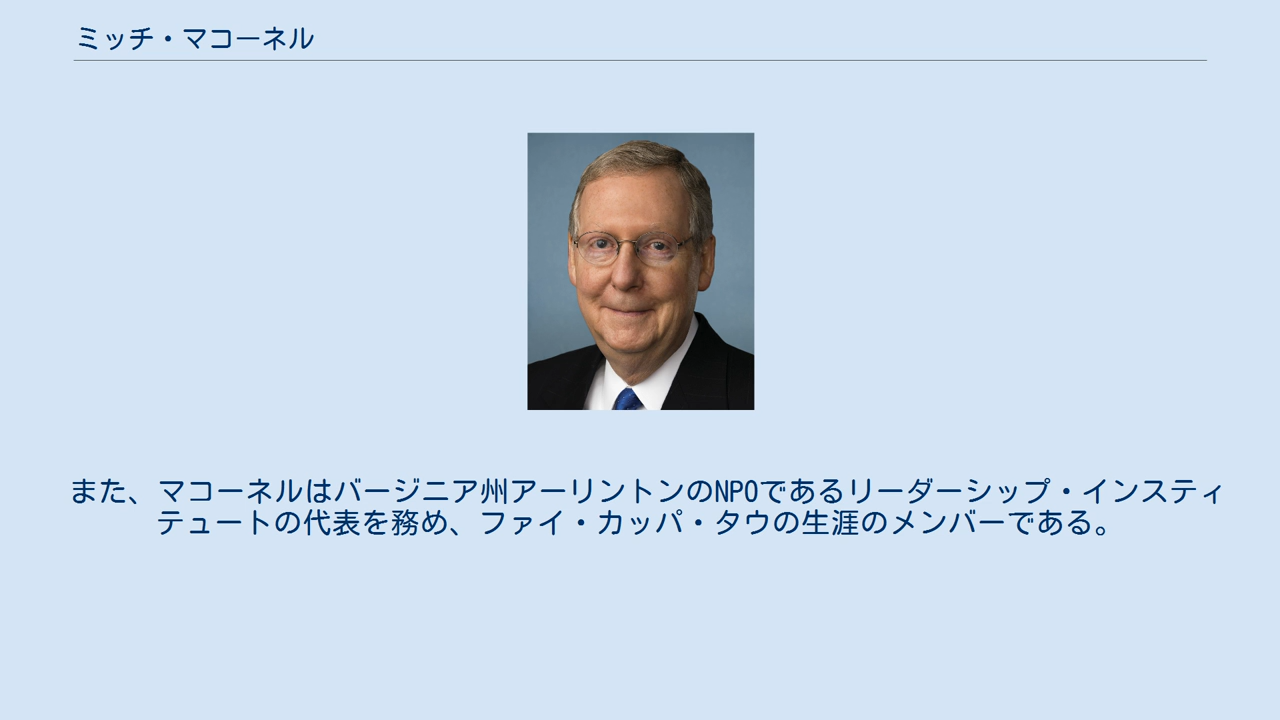 ミッチ・マコーネル
また、マコーネルはバージニア州アーリントンのNPOであるリーダーシップ・インスティ
テュートの代表を務め、ファイ・カッパ・タウの生涯のメンバーである。